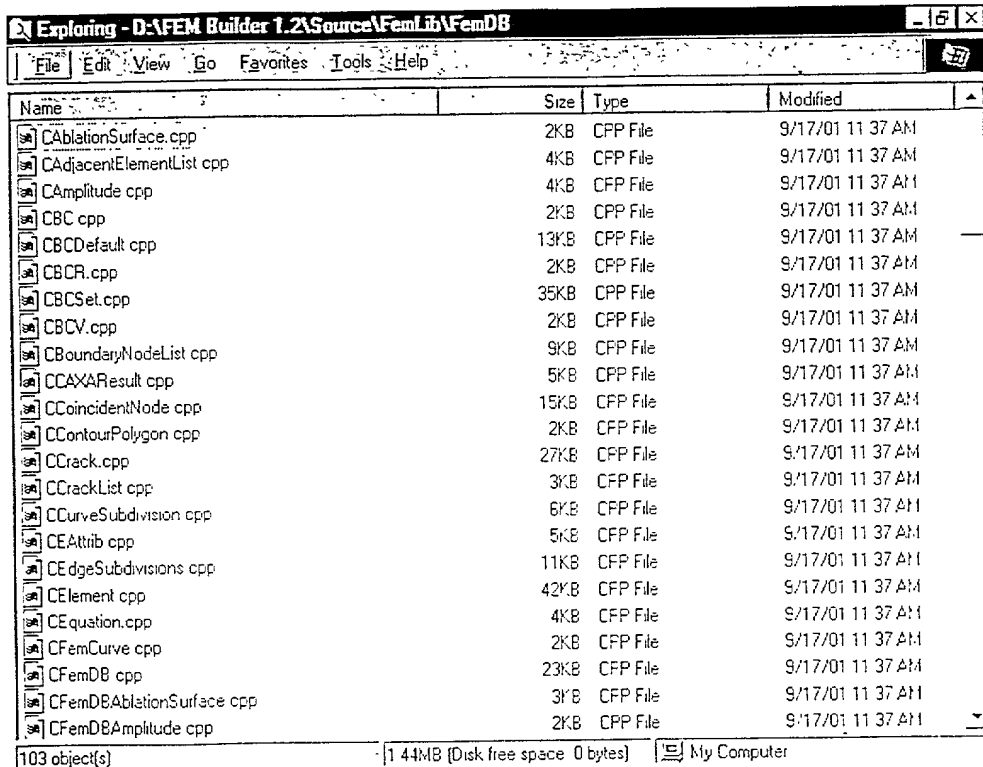 Exploring - D:\FEM Builder 1.2\Source\FemLib\FemDB
File Edit View Go Favorites Tools Help
Name Size Type Modified
CAblationSurface.cpp 2KB CPP File 9/17/01 11 37 AM
CAdjacentElementList cpp 4KB CPP File 9/17/01 11 37 AM
CAmplitude cpp 4KB CPP File 9/17/01 11 37 AM
CBC cpp 2KB CPP File 9/17/01 11 37 AM
CBCDefault cpp 13KB CPP File 9/17/01 11 37 AM
CBCR.cpp 2KB CPP File 9/17/01 11 37 AM
CBCSet.cpp 35KB CPP File 9/17/01 11 37 AM
CBCV.cpp 2KB CPP File 9/17/01 11 37 AM
CBoundaryNodeList cpp 9KB CPP File 9/17/01 11 37 AM
CCAXAResult cpp 5KB CPP File 9/17/01 11 37 AM
CCoincidentNode cpp 15KB CPP File 9/17/01 11 37 AM
CContourPolygon cpp 2KB CPP File 9/17/01 11 37 AM
CCrack.cpp 27KB CPP File 9/17/01 11 37 AM
CCrackList cpp 3KB CPP File 9/17/01 11 37 AM
CCurveSubdivision cpp 6KB CPP File 9/17/01 11 37 AM
CEAttrib cpp 5KB CPP File 9/17/01 11 37 AM
CEdgeSubdivisions cpp 11KB CPP File 9/17/01 11 37 AM
CElement cpp 42KB CPP File 9/17/01 11 37 AM
CEquation.cpp 4KB CPP File 9/17/01 11 37 AM
CFemCurve cpp 2KB CPP File 9/17/01 11 37 AM
CFemDB cpp 23KB CPP File 9/17/01 11 37 AM
CFemDBAblationSurface cpp 3KB CPP File 9/17/01 11 37 AM
CFemDBAmplitude cpp 2KB CPP File 9/17/01 11 37 AM
103 object(s) 1 44MB (Disk free space 0 bytes) My Computer